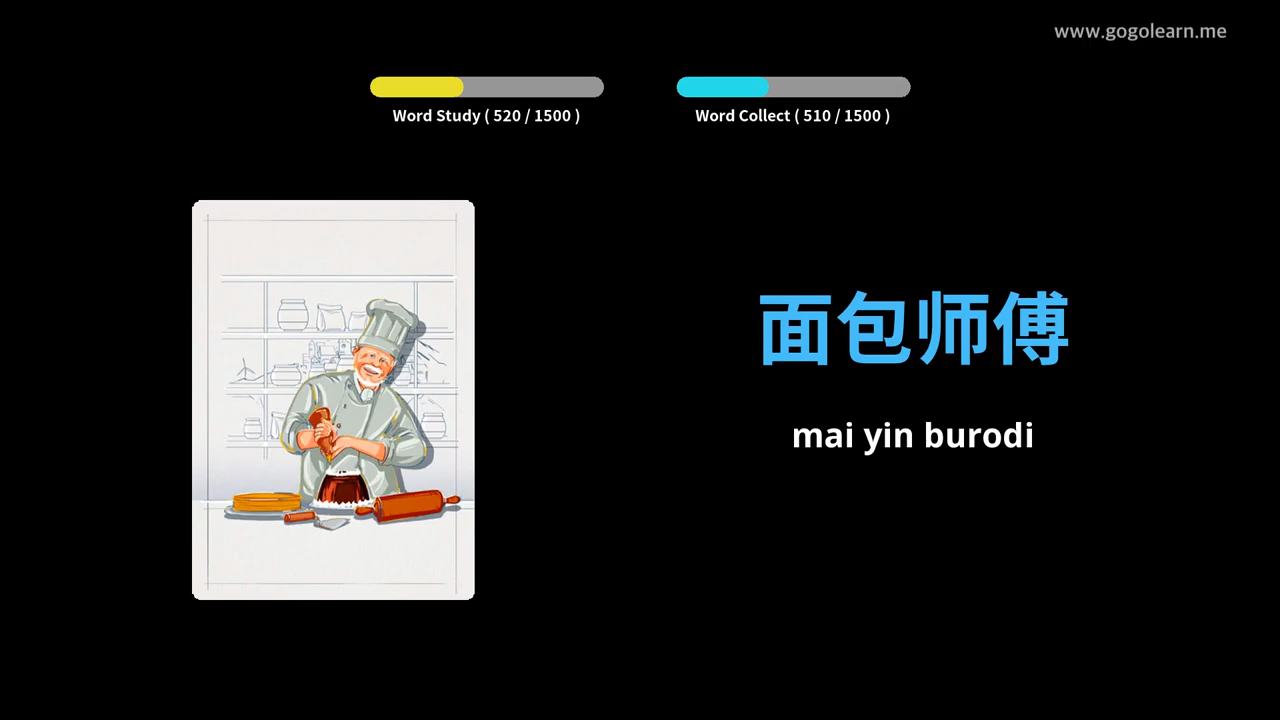 www.gogolearn.me
Word Study ( 520 / 1500 )
Word Collect ( 510 / 1500 )
面包师傅
mai yin burodi